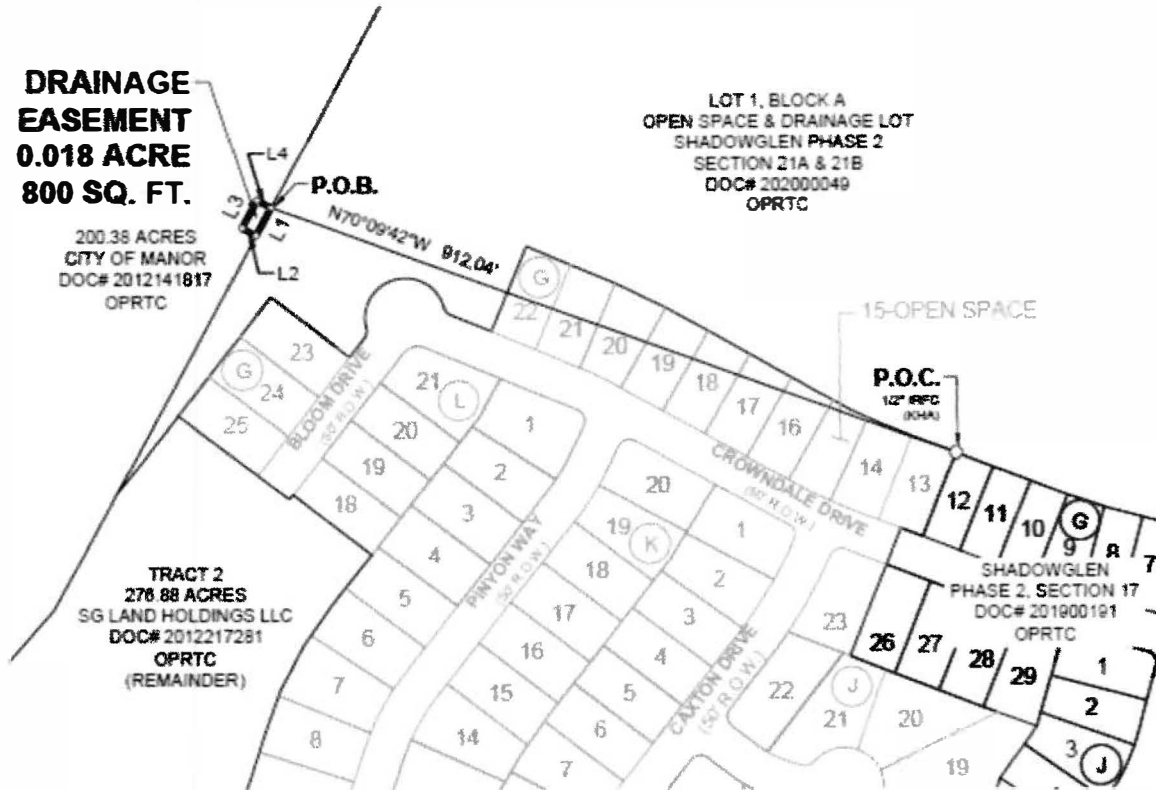 DRAINAGE
EASEMENT
0.018 ACRE
800 SQ. FT.
L4
P.O.B.
L3
L1
L2
N70°09'42"W 912.04'
200.38 ACRES
CITY OF MANOR
DOC# 2012141817
OPRTC
LOT 1, BLOCK A
OPEN SPACE & DRAINAGE LOT
SHADOWGLEN PHASE 2
SECTION 21A & 21B
DOC# 202000049
OPRTC
15-OPEN SPACE
P.O.C.
1/2" IRFC
(KHA)
G
22
21
20
19
18
17
16
14
13
12
11
10
G
9
8
7
23
G
24
25
BLOOM DRIVE
(50' R.O.W.)
21
L
20
19
18
1
2
3
4
5
6
7
8
PINYON WAY
(50' R.O.W.)
CROWNDALE DRIVE
(50' R.O.W.)
20
19
K
18
17
16
15
14
1
2
3
4
5
6
7
CAXTON DRIVE
(50' R.O.W.)
23
22
J
21
20
19
26
27
28
29
SHADOWGLEN
PHASE 2, SECTION 17
DOC# 201900191
OPRTC
1
2
3
J
TRACT 2
276.88 ACRES
SG LAND HOLDINGS LLC
DOC# 2012217281
OPRTC
(REMAINDER)